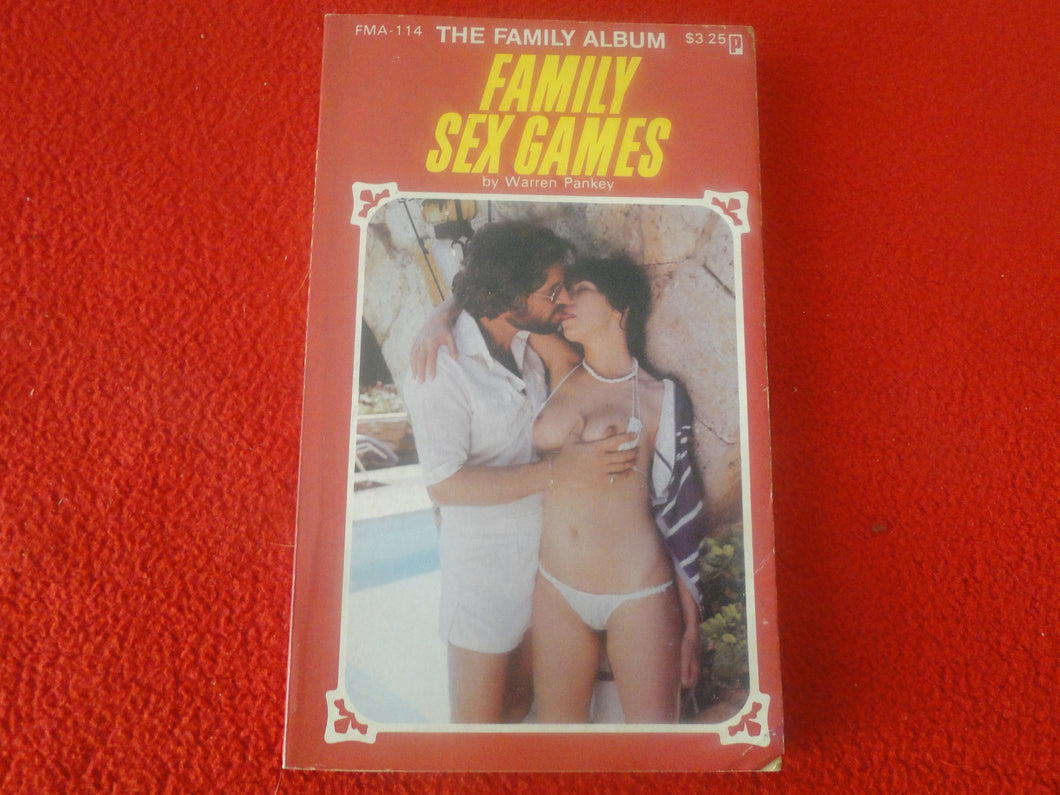 FMA-114 THE FAMILY ALBUM $3.25 P
FAMILY
SEX GAMES
by Warren Pankey